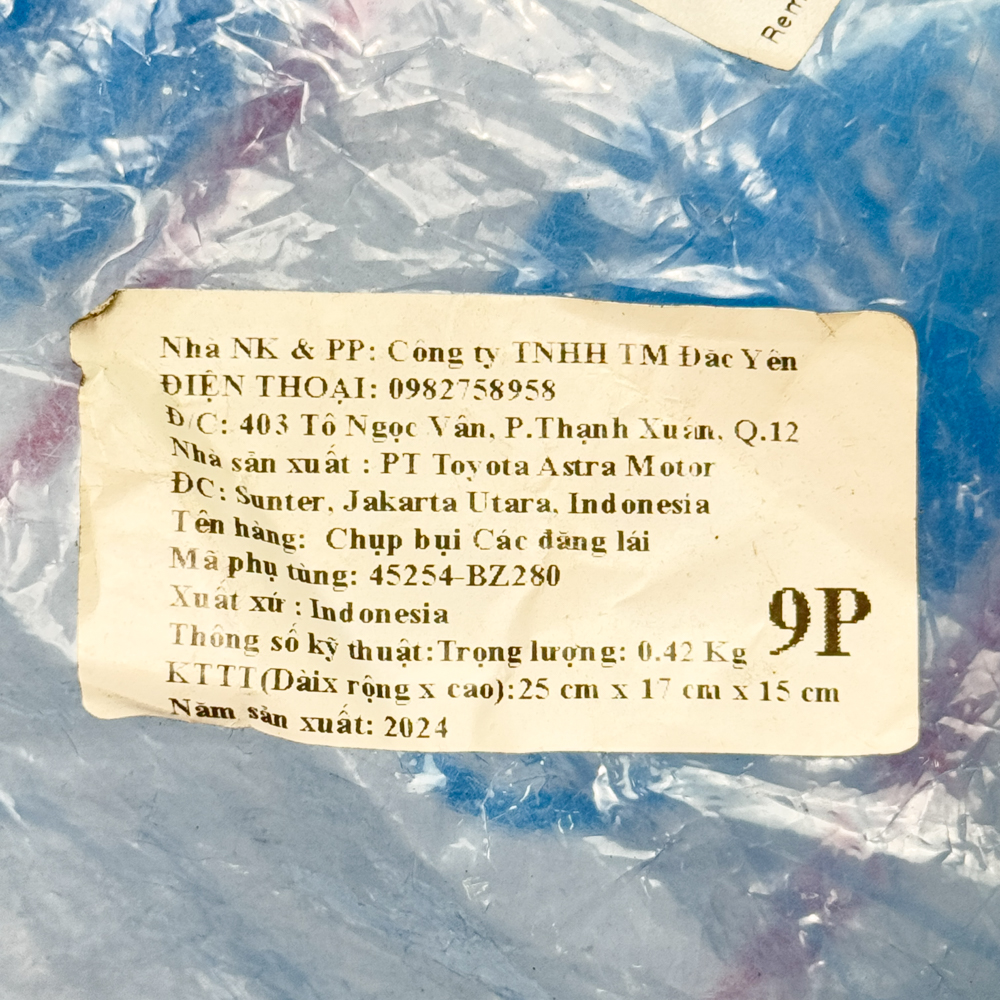 Rem
Nhà NK & PP: Công ty TNHH TM Đăc Yên
ĐIỆN THOẠI: 0982758958
Đ/C: 403 Tô Ngọc Vân, P.Thạnh Xuân, Q.12
Nhà sản xuất : PT Toyota Astra Motor
ĐC: Sunter, Jakarta Utara, Indonesia
Tên hàng: Chụp bụi Các đăng lái
Mã phụ tùng: 45254-BZ280
Xuất xứ : Indonesia
9P
Thông số kỹ thuật:Trọng lượng: 0.42 Kg
KTTT(Dàix rộng x cao):25 cm x 17 cm x 15 cm
Năm sản xuất: 2024